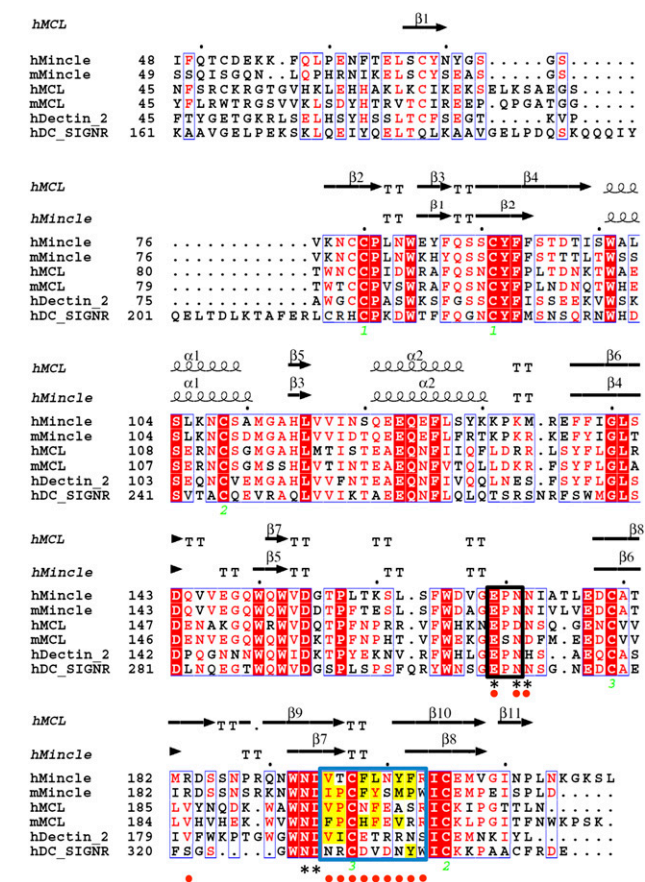 hMCL β1
hMincle 48 IFQTCDEKK.FQLPENFTELSCYNYGS.....GS....
mMincle 49 SSQISGQN..LQPHRNIKELSCYSEAS.....GS....
hMCL 45 NFSRCKRGTGVHKLEHHAKLKCIKEKSELKSAEGS...
mMCL 45 YFLRWTRGSVVKLSDYHTRVTCIREEP.QPGATGG...
hDectin_2 45 FTYGETGKRLSELHSYHSSLTCFSEGT.....KVP...
hDC_SIGNR 161 KAAVGELPEKSKLQEIYQELTQLKAAVGELPDQSKQQQIY
hMCL β2 TT β3 TT β4
hMincle TT β1 TT β2
hMincle 76 .............VKNCCPLNWEYFQSSCYFFSTDTISWAL
mMincle 76 .............VKNCCPLNWKHYQSSCYFFSTTTLTWSS
hMCL 80 .............TWNCCPIDWRAFQSNCYFPLTDNKTWAE
mMCL 79 .............TWTCCPVSWRAFQSNCYFPLNDNQTWHE
hDectin_2 75 .............AWGCCPASWKSFGSSCYFISSEEKVWSK
hDC_SIGNR 201 QELTDLKTAFERLCRHCPKDWTFFQGNCYFMSNSQRNWHD
1 1
hMCL α1 β5 α2 TT β6
hMincle α1 β3 α2 TT β4
hMincle 104 SLKNCSAMGAHLVVINSQEEQEFLSYKKPKM.REFFIGLS
mMincle 104 SLKNCSDMGAHLVVIDTQEEQEFLFRTKPKR.KEFYIGLT
hMCL 108 SERNCSGMGAHLMTISTEAEQNFIIQFLDRR.LSYFLGLR
mMCL 107 SERNCSGMSSHLVTINTEAEQNFVTQLLDKR.FSYFLGLA
hDectin_2 103 SEQNCVEMGAHLVVFNTEAEQNFIVQQLNES.FSYFLGLS
hDC_SIGNR 241 SVTACQEVRAQLVVIKTAEEQNFLQLQTSRSNRFSWMGLS
2
hMCL TT β7 TT TT TT β8
hMincle TT β5 TT TT TT β6
hMincle 143 DQVVEGQWQWVDGTPLTKSL.SFWDVGEPNNIATLEDCAT
mMincle 143 DQVTEGQWQWVDDTPFTESL.SFWDAGEPNNIVLVEDCAT
hMCL 147 DENAKGQWRWVDQTPFNPRR.VFWHKNEPDNSQ.GENCVV
mMCL 146 DENVEGQWQWVDKTPFNPHT.VFWEKGESNDFM.EEDCVV
hDectin_2 142 DPQGNNNWQWIDKTPYEKNV.RFWHLGEPNHSA.EQCAS
hDC_SIGNR 281 DLNQEGTWQWVDGSPLSPSFQRYWNSGEPNNSG.NEDCAE
* ** 3
hMCL TT . β9 TT β10 β11
hMincle TT β7 TT β8
hMincle 182 MRDSSNPRQNWNDVTCFLNYFRICEMVGINPLNKGKSL
mMincle 182 IRDSSNSRKNWNDIPCFYSMPWICEMPEISPLD.....
hMCL 185 LVYNQDK.WAWNDVPCNFEASRICKIPGTTLN......
mMCL 184 LVHVHEK.WVWNDFPCHFEVRRICKLPGITFNWKPSK.
hDectin_2 179 IVFWKPTGWGWNDVICETRRNSICEMNKIYL.......
hDC_SIGNR 320 FSGS....GWNDNRCDVDNYWICKKPAACFRDE.....
** 3 2